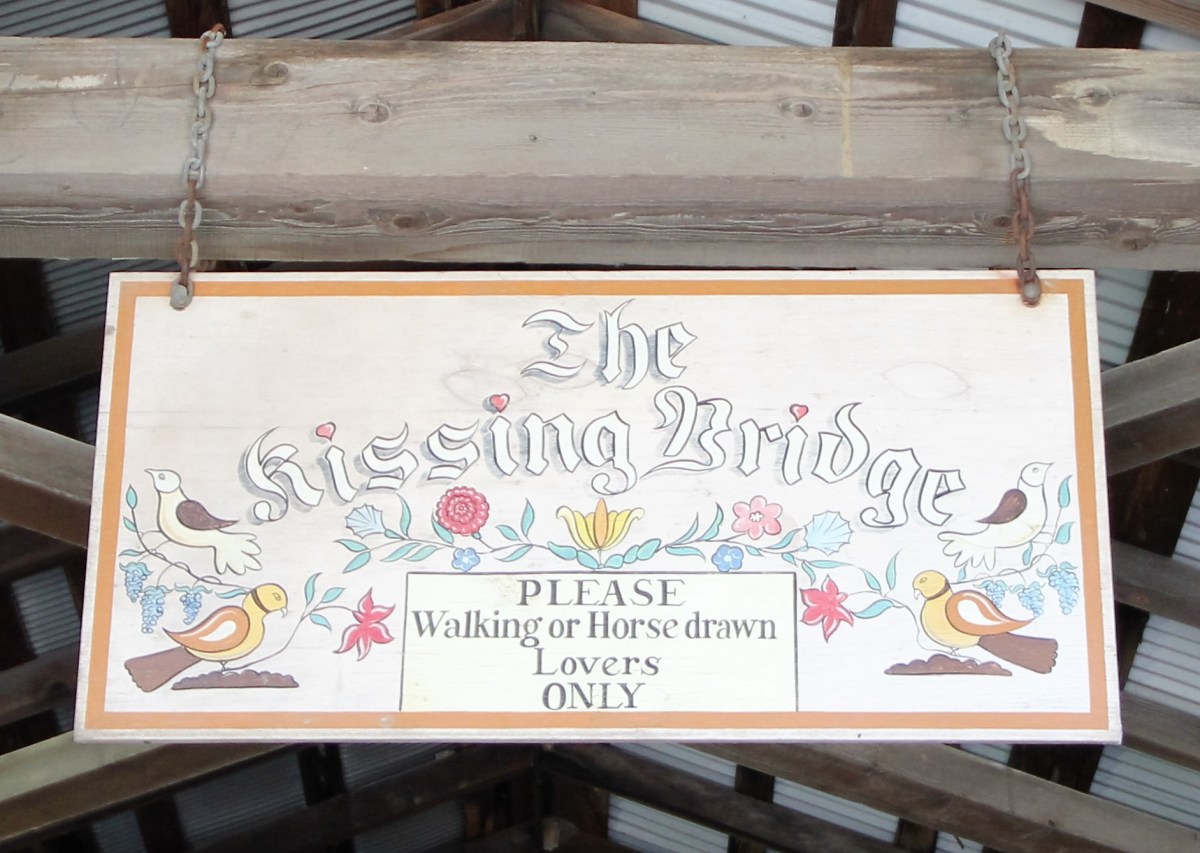 The
Kissing Bridge
PLEASE
Walking or Horse drawn
Lovers
ONLY